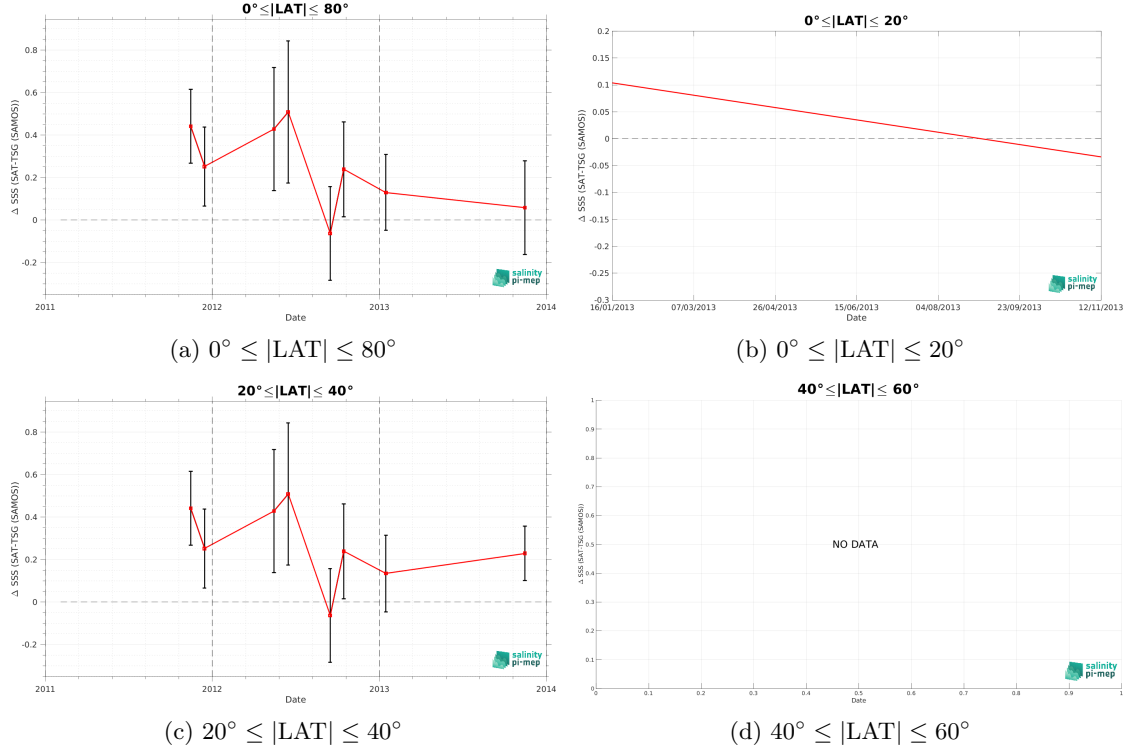 0°≤|LAT|≤ 80°
Δ SSS (SAT-TSG (SAMOS))
0.8
0.6
0.4
0.2
0
-0.2
2011
2012
2013
2014
Date
salinity
pi-mep
(a) 0° ≤ |LAT| ≤ 80°
0°≤|LAT|≤ 20°
Δ SSS (SAT-TSG (SAMOS))
0.2
0.15
0.1
0.05
0
-0.05
-0.1
-0.15
-0.2
-0.25
-0.3
16/01/2013
07/03/2013
26/04/2013
15/06/2013
04/08/2013
23/09/2013
12/11/2013
Date
salinity
pi-mep
(b) 0° ≤ |LAT| ≤ 20°
20°≤|LAT|≤ 40°
Δ SSS (SAT-TSG (SAMOS))
0.8
0.6
0.4
0.2
0
-0.2
2011
2012
2013
2014
Date
salinity
pi-mep
(c) 20° ≤ |LAT| ≤ 40°
40°≤|LAT|≤ 60°
Δ SSS (SAT-TSG (SAMOS))
1
0.9
0.8
0.7
0.6
0.5
0.4
0.3
0.2
0.1
0
NO DATA
0
0.1
0.2
0.3
0.4
0.5
0.6
0.7
0.8
0.9
1
Date
salinity
pi-mep
(d) 40° ≤ |LAT| ≤ 60°